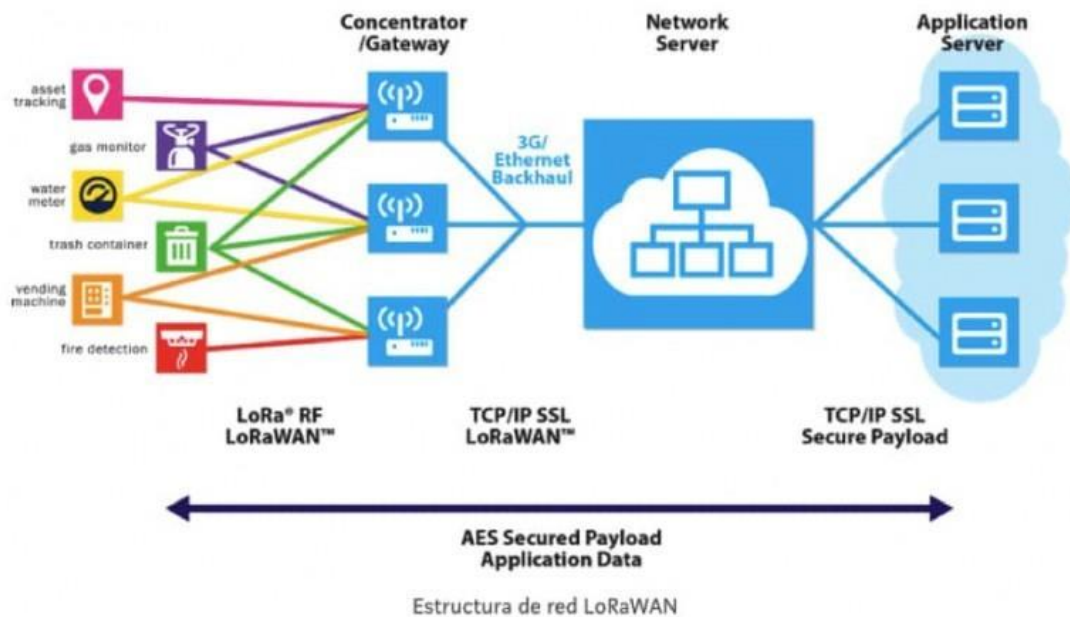 Concentrator
/Gateway
Network
Server
Application
Server
asset
tracking
gas monitor
water
meter
trash container
vending
machine
fire detection
3G/
Ethernet
Backhaul
LoRa® RF
LoRaWAN™
TCP/IP SSL
LoRaWAN™
TCP/IP SSL
Secure Payload
AES Secured Payload
Application Data
Estructura de red LoRaWAN